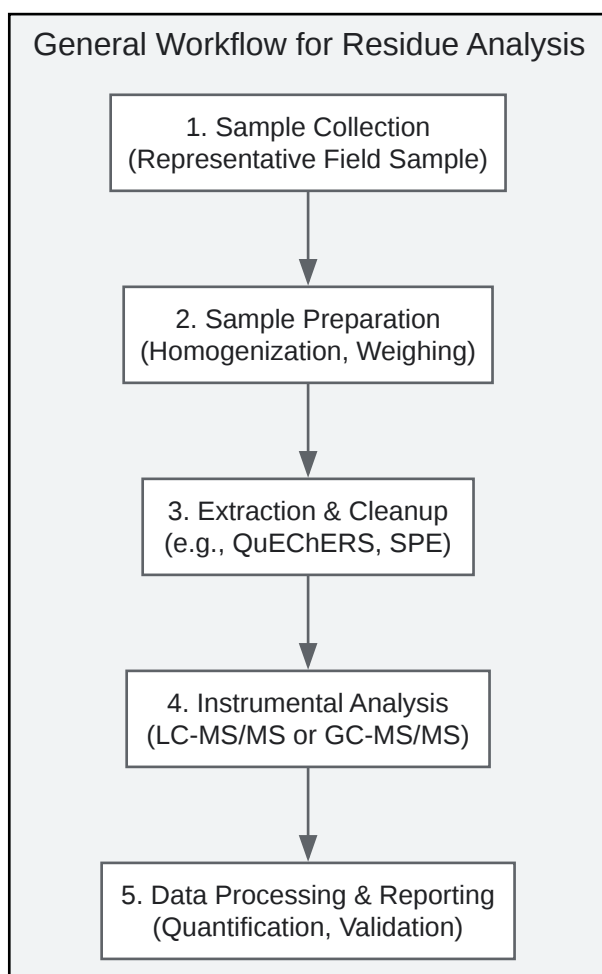 General Workflow for Residue Analysis
1. Sample Collection
(Representative Field Sample)
2. Sample Preparation
(Homogenization, Weighing)
3. Extraction & Cleanup
(e.g., QuEChERS, SPE)
4. Instrumental Analysis
(LC-MS/MS or GC-MS/MS)
5. Data Processing & Reporting
(Quantification, Validation)